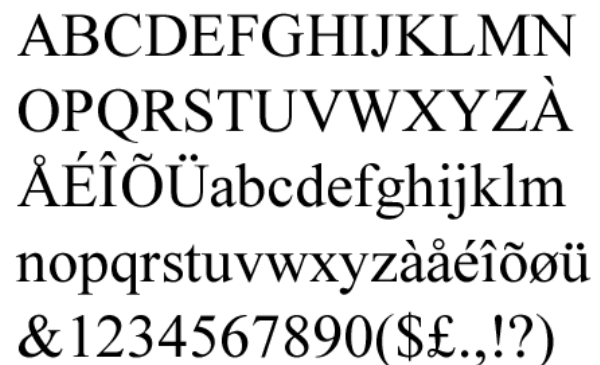 ABCDEFGHIJKLMN
OPQRSTUVWXYZÀ
ÅÉÎÕÜabcdefghijklm
nopqrstuvwxyzàåéîõøü
&1234567890($£.,!?)